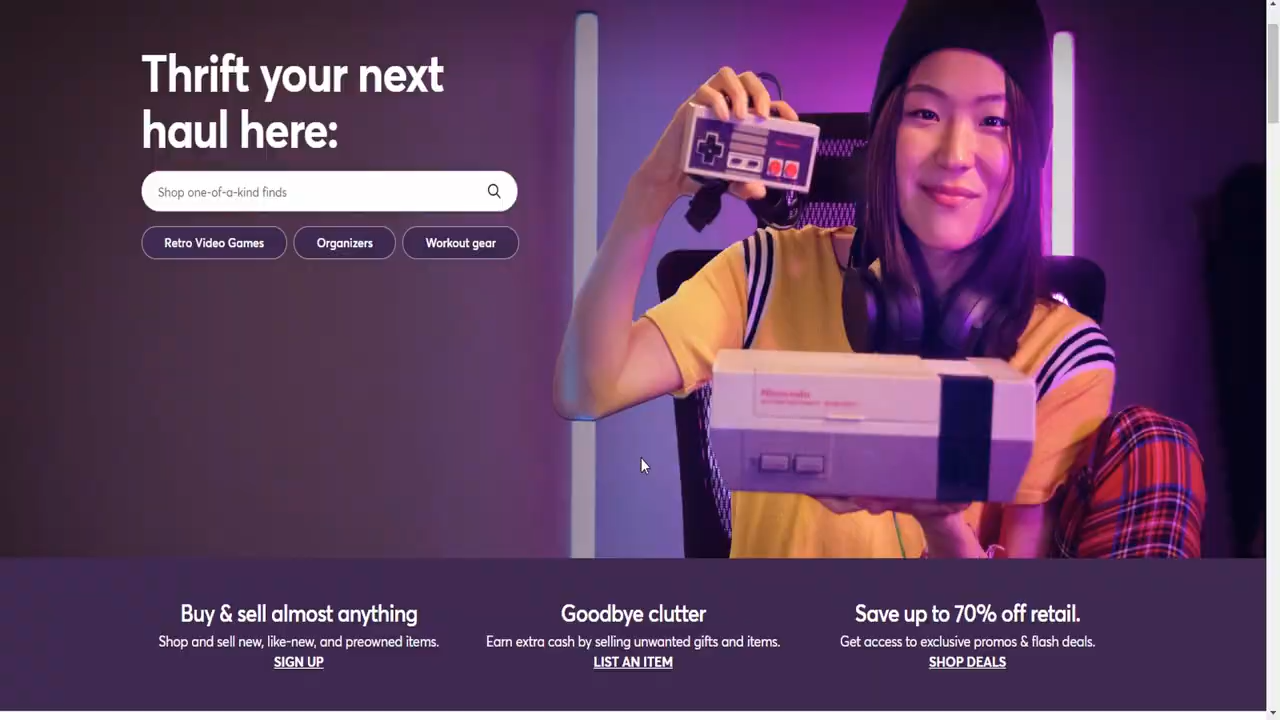 Thrift your next
haul here:
Shop one-of-a-kind finds
Retro Video Games Organizers Workout gear
Nintendo
Buy & sell almost anything
Shop and sell new, like-new, and preowned items.
SIGN UP
Goodbye clutter
Earn extra cash by selling unwanted gifts and items.
LIST AN ITEM
Save up to 70% off retail.
Get access to exclusive promos & flash deals.
SHOP DEALS